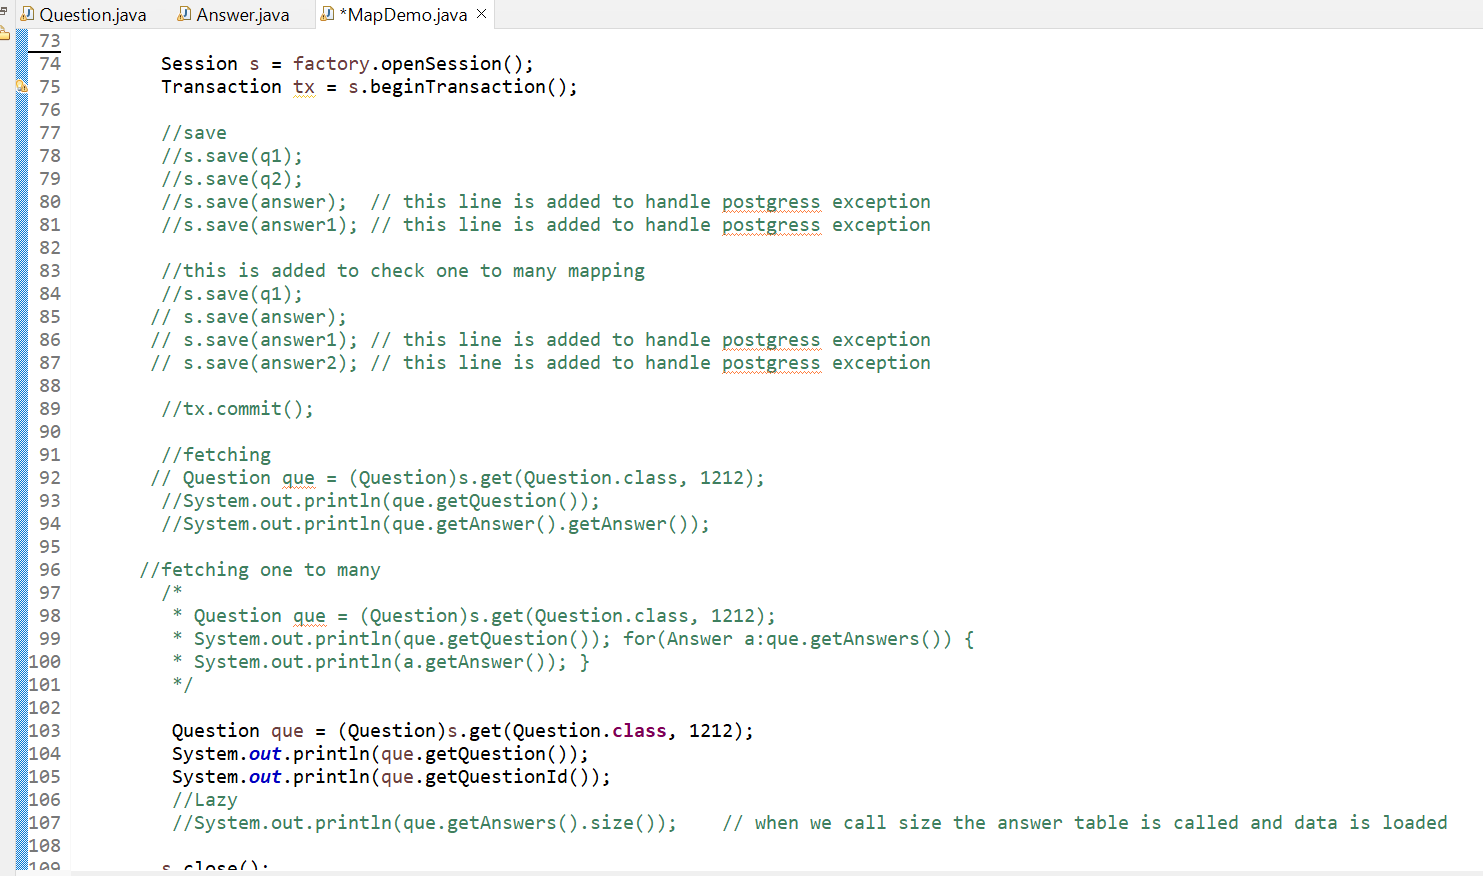 Question.java Answer.java *MapDemo.java
73
74 Session s = factory.openSession();
75 Transaction tx = s.beginTransaction();
76
77 //save
78 //s.save(q1);
79 //s.save(q2);
80 //s.save(answer); // this line is added to handle postgress exception
81 //s.save(answer1); // this line is added to handle postgress exception
82
83 //this is added to check one to many mapping
84 //s.save(q1);
85 // s.save(answer);
86 // s.save(answer1); // this line is added to handle postgress exception
87 // s.save(answer2); // this line is added to handle postgress exception
88
89 //tx.commit();
90
91 //fetching
92 // Question que = (Question)s.get(Question.class, 1212);
93 //System.out.println(que.getQuestion());
94 //System.out.println(que.getAnswer().getAnswer());
95
96 //fetching one to many
97 /*
98 * Question que = (Question)s.get(Question.class, 1212);
99 * System.out.println(que.getQuestion()); for(Answer a:que.getAnswers()) {
100 * System.out.println(a.getAnswer()); }
101 */
102
103 Question que = (Question)s.get(Question.class, 1212);
104 System.out.println(que.getQuestion());
105 System.out.println(que.getQuestionId());
106 //Lazy
107 //System.out.println(que.getAnswers().size()); // when we call size the answer table is called and data is loaded
108
109 s.close();